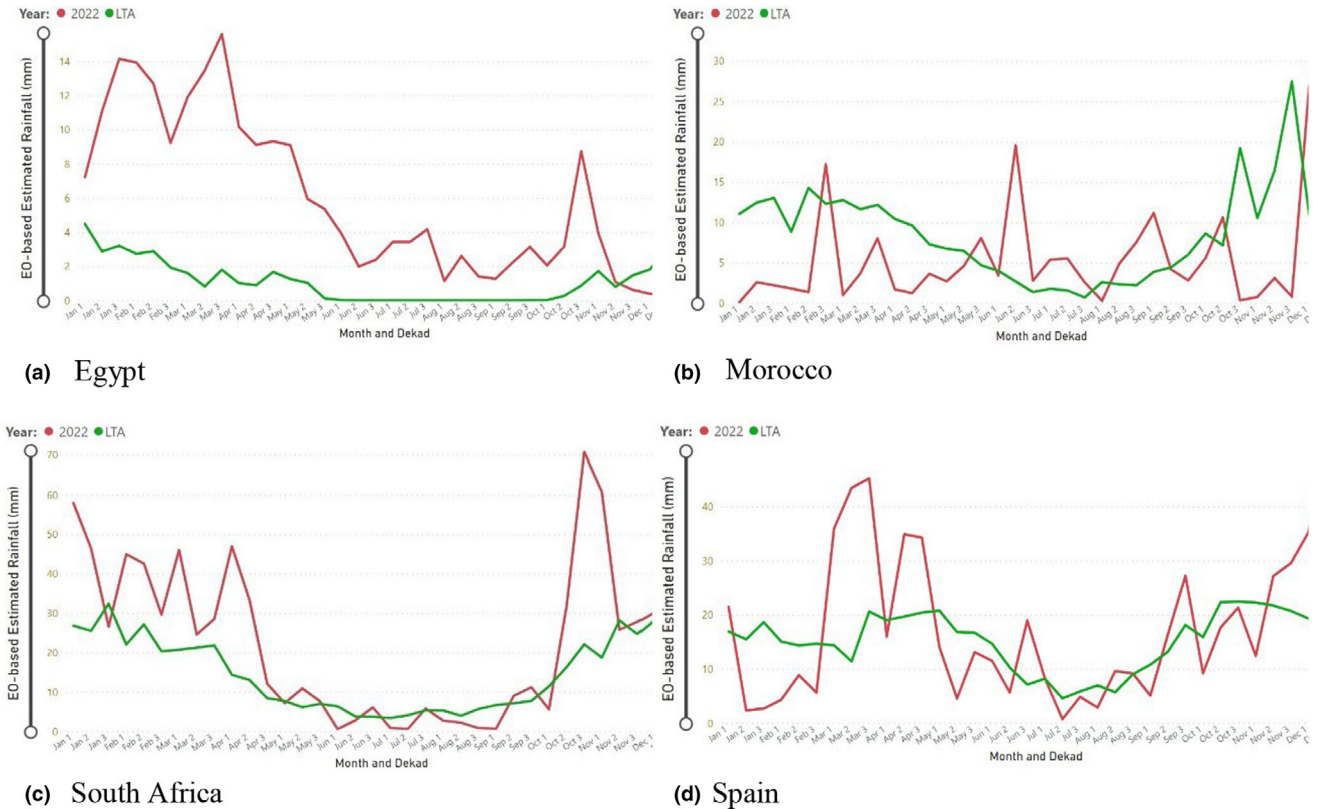 Year: 2022 LTA
EO-based Estimated Rainfall (mm)
14
12
10
8
6
4
2
0
Jan 1 Jan 2 Jan 3 Feb 1 Feb 2 Feb 3 Mar 1 Mar 2 Mar 3 Apr 1 Apr 2 Apr 3 May 1 May 2 May 3 Jun 1 Jun 2 Jun 3 Jul 1 Jul 2 Jul 3 Aug 1 Aug 2 Aug 3 Sep 1 Sep 2 Sep 3 Oct 1 Oct 2 Oct 3 Nov 1 Nov 2 Nov 3 Dec 1 D
Month and Dekad
(a) Egypt
Year: 2022 LTA
EO-based Estimated Rainfall (mm)
30
25
20
15
10
5
0
Jan 1 Jan 2 Jan 3 Feb 1 Feb 2 Feb 3 Mar 1 Mar 2 Mar 3 Apr 1 Apr 2 Apr 3 May 1 May 2 May 3 Jun 1 Jun 2 Jun 3 Jul 1 Jul 2 Jul 3 Aug 1 Aug 2 Aug 3 Sep 1 Sep 2 Sep 3 Oct 1 Oct 2 Oct 3 Nov 1 Nov 2 Nov 3 Dec 1 D
Month and Dekad
(b) Morocco
Year: 2022 LTA
EO-based Estimated Rainfall (mm)
70
60
50
40
30
20
10
0
Jan 1 Jan 2 Jan 3 Feb 1 Feb 2 Feb 3 Mar 1 Mar 2 Mar 3 Apr 1 Apr 2 Apr 3 May 1 May 2 May 3 Jun 1 Jun 2 Jun 3 Jul 1 Jul 2 Jul 3 Aug 1 Aug 2 Aug 3 Sep 1 Sep 2 Sep 3 Oct 1 Oct 2 Oct 3 Nov 1 Nov 2 Nov 3 Dec 1
Month and Dekad
(c) South Africa
Year: 2022 LTA
EO-based Estimated Rainfall (mm)
40
30
20
10
0
Jan 1 Jan 2 Jan 3 Feb 1 Feb 2 Feb 3 Mar 1 Mar 2 Mar 3 Apr 1 Apr 2 Apr 3 May 1 May 2 May 3 Jun 1 Jun 2 Jun 3 Jul 1 Jul 2 Jul 3 Aug 1 Aug 2 Aug 3 Sep 1 Sep 2 Sep 3 Oct 1 Oct 2 Oct 3 Nov 1 Nov 2 Nov 3 Dec 1
Month and Dekad
(d) Spain